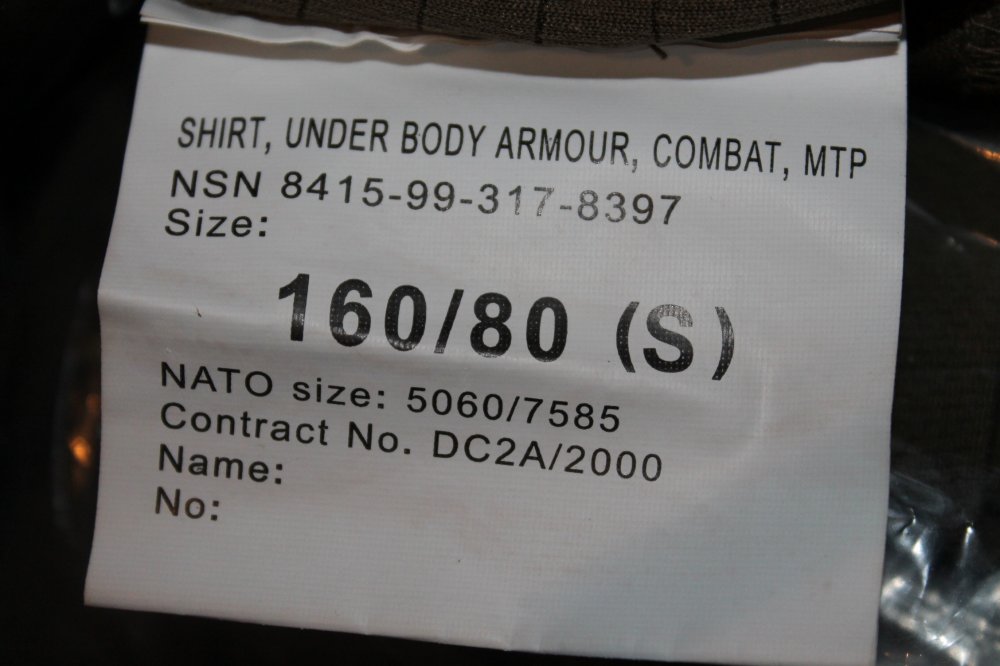 SHIRT, UNDER BODY ARMOUR, COMBAT, MTP
NSN 8415-99-317-8397
Size:
160/80 (S)
NATO size: 5060/7585
Contract No. DC2A/2000
Name:
No: